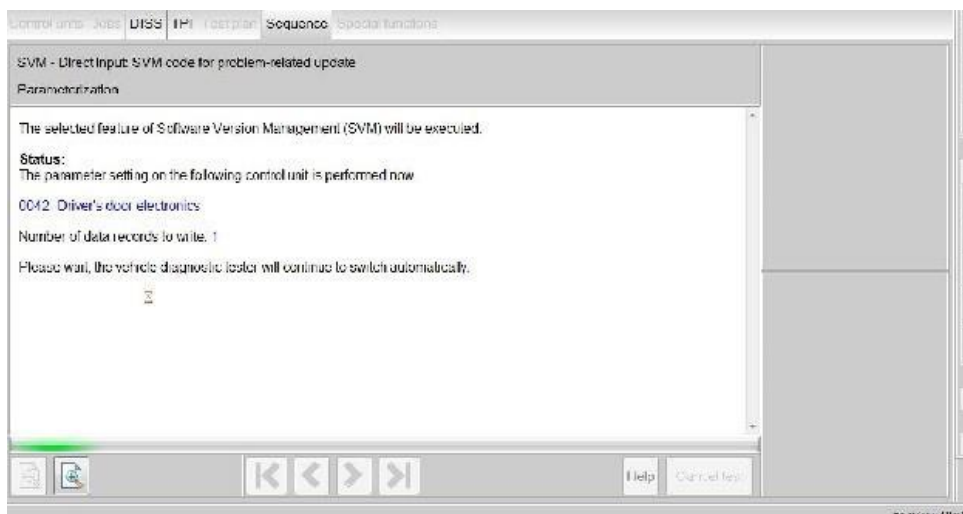 Control units Jobs DISS TPI Test plan Sequence Special functions
SVM - Direct Input: SVM code for problem-related update
Parameterization
The selected feature of Software Version Management (SVM) will be executed.
Status:
The parameter setting on the following control unit is performed now
0042 Driver's door electronics
Number of data records to write: 1
Please wait, the vehicle diagnostic tester will continue to switch automatically.
Help Cancel test